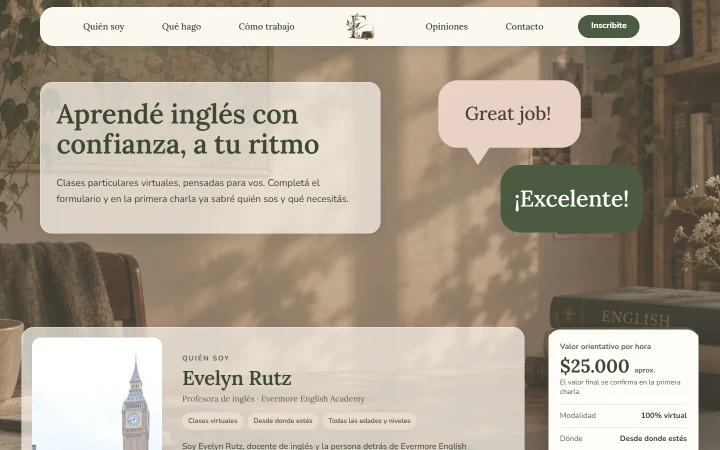 Quién soy
Qué hago
Cómo trabajo
Opiniones
Contacto
Inscribite
Aprendé inglés con
confianza, a tu ritmo
Clases particulares virtuales, pensadas para vos. Completá el
formulario y en la primera charla ya sabré quién sos y qué necesitás.
Great job!
¡Excelente!
ENGLISH
QUIÉN SOY
Evelyn Rutz
Profesora de inglés · Evermore English Academy
Clases virtuales
Desde donde estés
Todas las edades y niveles
Soy Evelyn Rutz, docente de inglés y la persona detrás de Evermore English
Valor orientativo por hora
$25.000 aprox.
El valor final se confirma en la primera
charla.
Modalidad 100% virtual
Dónde Desde donde estés